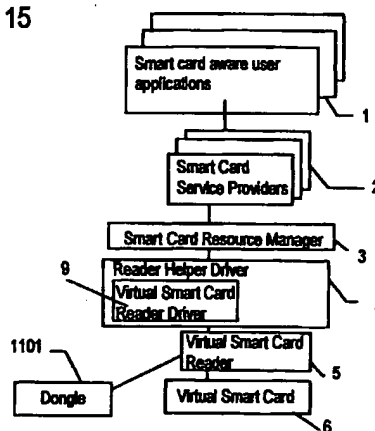 15
Smart card aware user
applications
1
Smart Card
Service Providers
2
Smart Card Resource Manager
3
Reader Helper Driver
9
Virtual Smart Card
Reader Driver
1101
Virtual Smart Card
Reader
5
Dongle
Virtual Smart Card
6